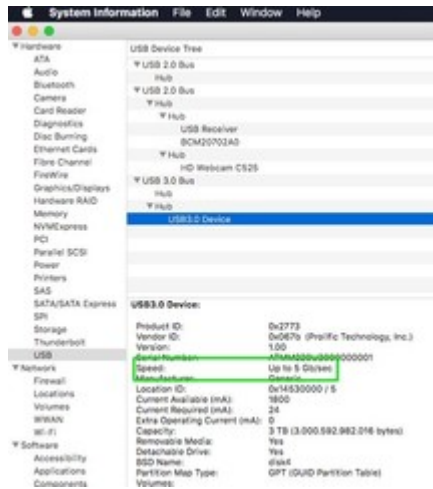 System Information File Edit Window Help
Hardware
ATA
Audio
Bluetooth
Camera
Card Reader
Diagnostics
Disc Burning
Ethernet Cards
Fibre Channel
FireWire
Graphics/Displays
Hardware RAID
Memory
NVMExpress
PCI
Parallel SCSI
Power
Printers
SAS
SATA/SATA Express
SPI
Storage
Thunderbolt
USB
Network
Firewall
Locations
Volumes
WWAN
Wi-Fi
Software
Accessibility
Applications
Components
USB Device Tree
USB 2.0 Bus
Hub
USB 2.0 Bus
Hub
Hub
USB Receiver
BCM20702A0
Hub
HD Webcam C525
USB 3.0 Bus
Hub
Hub
USB3.0 Device
USB3.0 Device:
Product ID: 0x2773
Vendor ID: 0x067b (Prolific Technology, Inc.)
Version: 1.00
Serial Number:
Speed: Up to 5 Gb/sec
Manufacturer: Generic
Location ID: 0x14530000 / 5
Current Available (mA): 1800
Current Required (mA): 24
Extra Operating Current (mA): 0
Capacity: 3 TB (3.000.592.982.016 bytes)
Removable Media: Yes
Detachable Drive: Yes
BSD Name: disk4
Partition Map Type: GPT (GUID Partition Table)
Volumes: